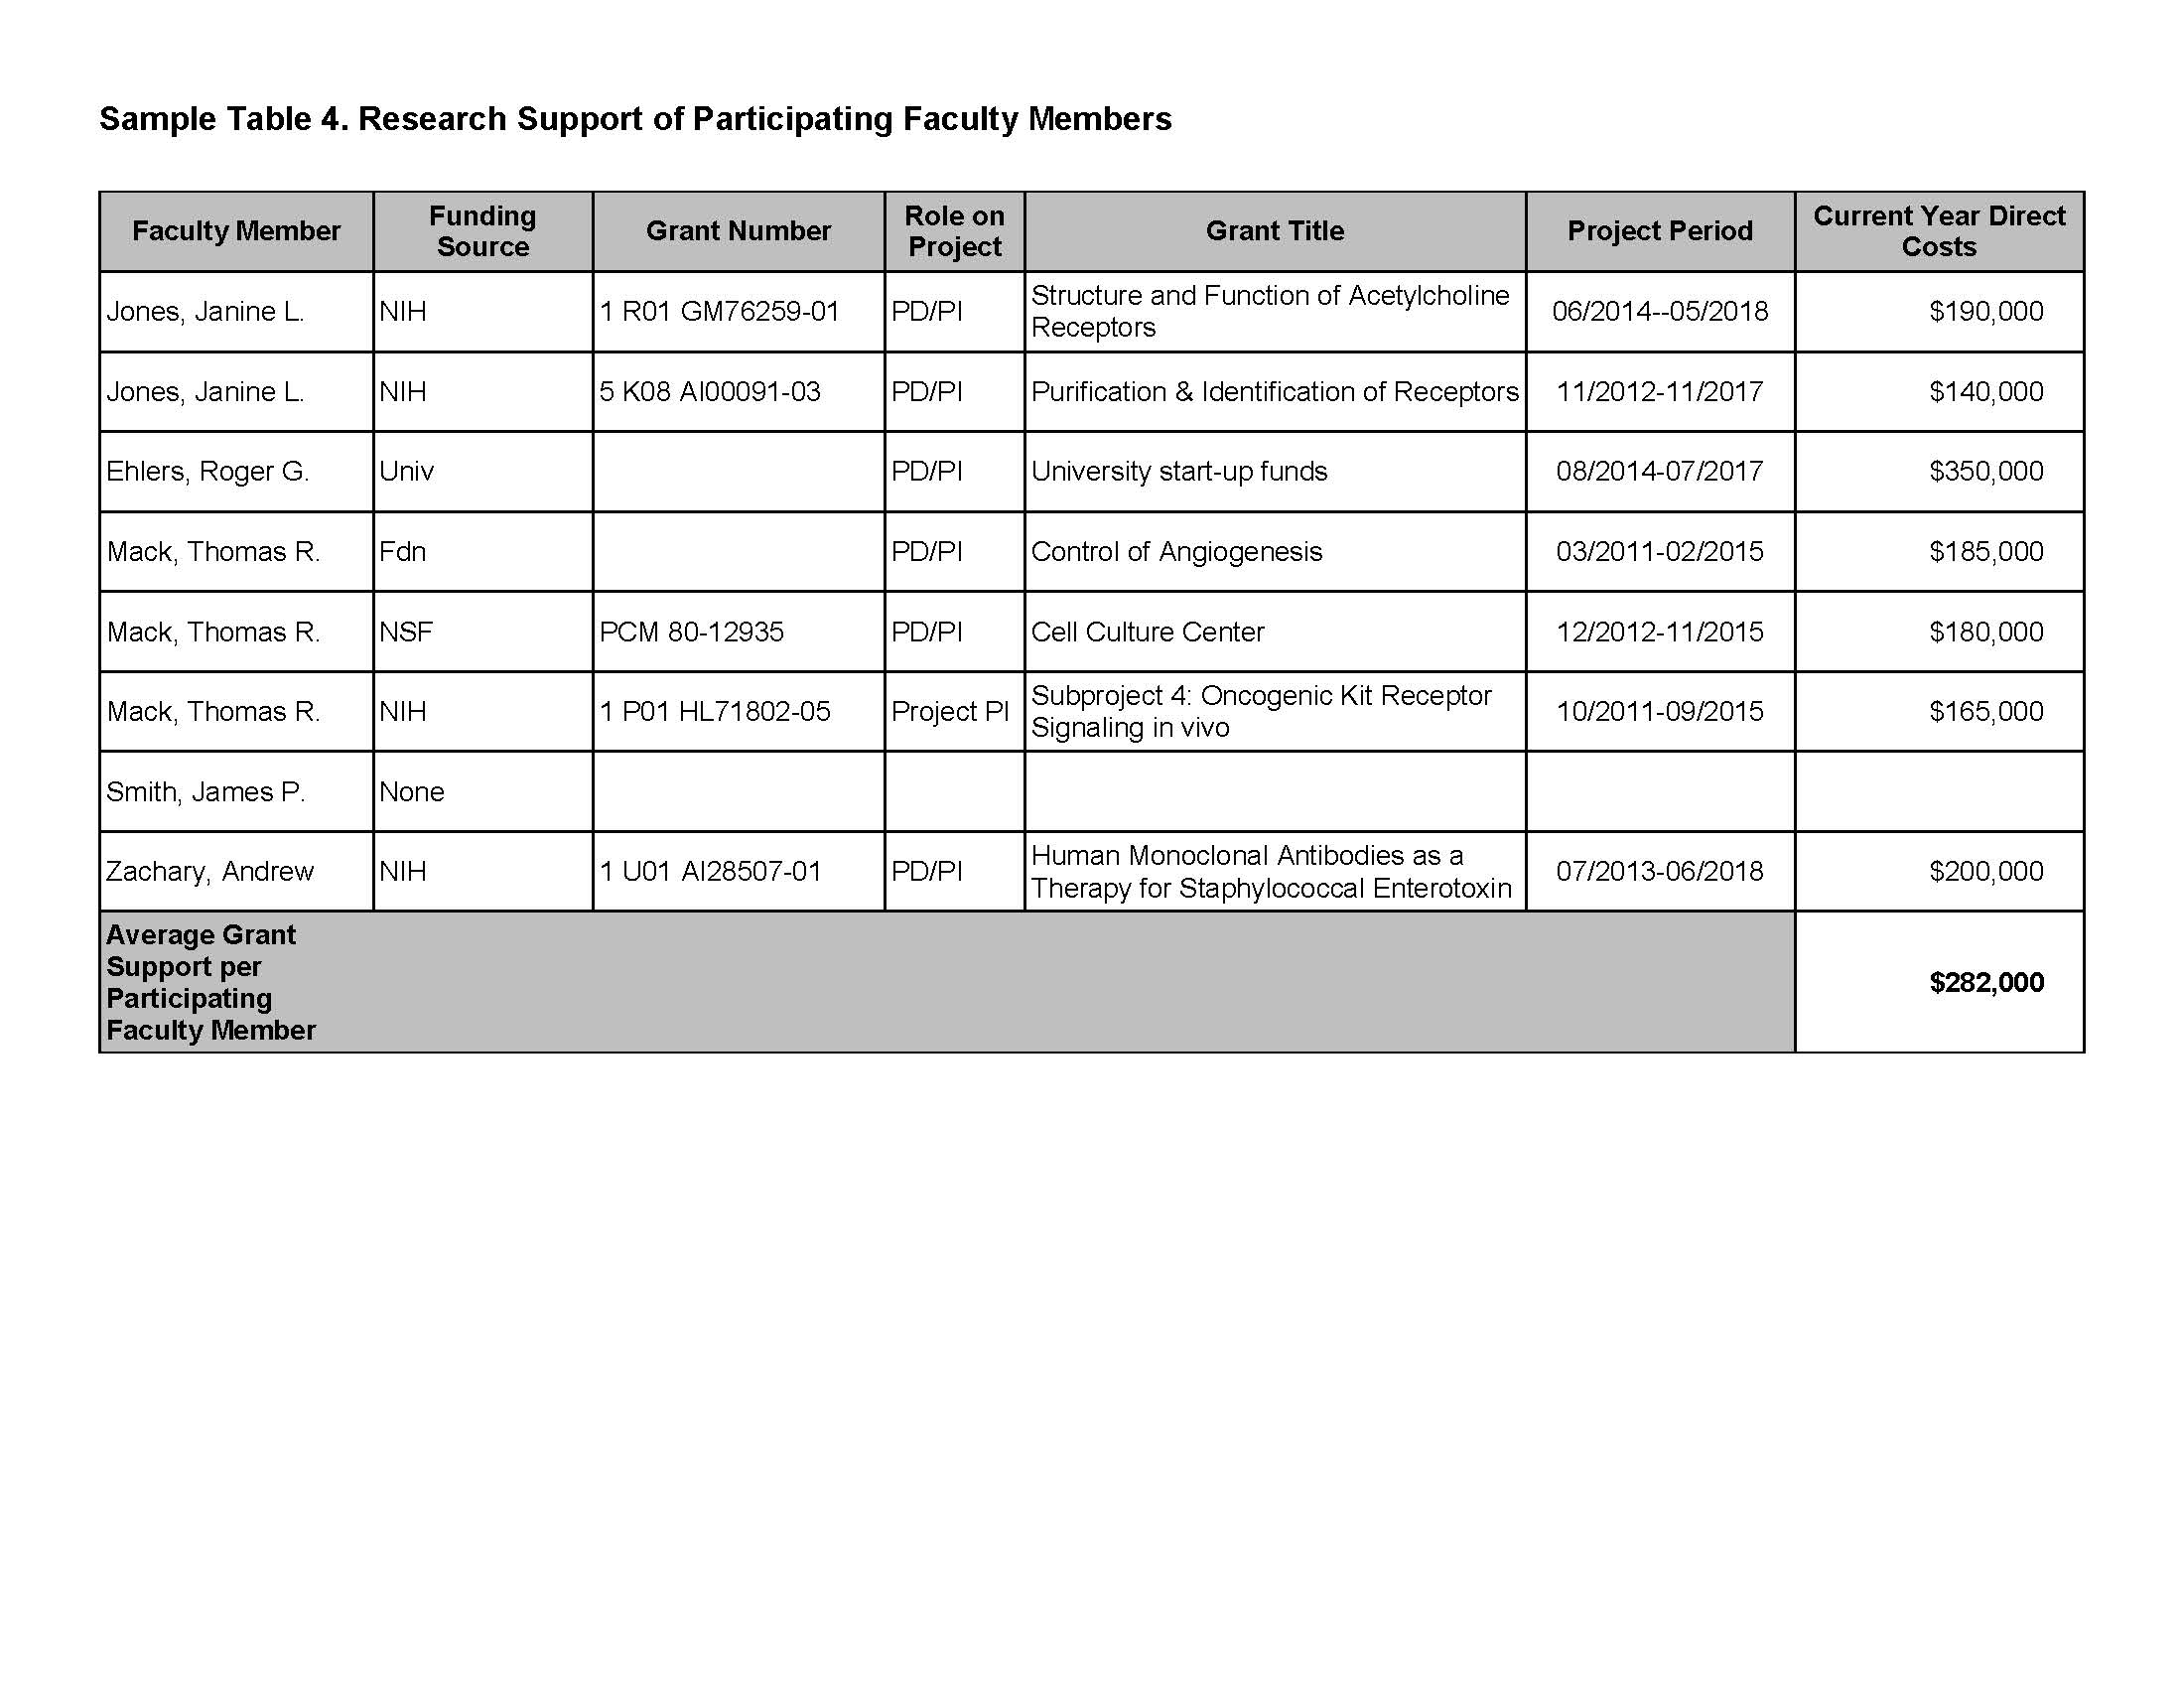 Sample Table 4. Research Support of Participating Faculty Members
Faculty Member
Funding
Source
Grant Number
Role on
Project
Grant Title
Project Period
Current Year Direct
Costs
Jones, Janine L.
NIH
1 R01 GM76259-01
PD/PI
Structure and Function of Acetylcholine
Receptors
06/2014--05/2018
$190,000
Jones, Janine L.
NIH
5 K08 AI00091-03
PD/PI
Purification & Identification of Receptors
11/2012-11/2017
$140,000
Ehlers, Roger G.
Univ
PD/PI
University start-up funds
08/2014-07/2017
$350,000
Mack, Thomas R.
Fdn
PD/PI
Control of Angiogenesis
03/2011-02/2015
$185,000
Mack, Thomas R.
NSF
PCM 80-12935
PD/PI
Cell Culture Center
12/2012-11/2015
$180,000
Mack, Thomas R.
NIH
1 P01 HL71802-05
Project PI
Subproject 4: Oncogenic Kit Receptor
Signaling in vivo
10/2011-09/2015
$165,000
Smith, James P.
None
Zachary, Andrew
NIH
1 U01 AI28507-01
PD/PI
Human Monoclonal Antibodies as a
Therapy for Staphylococcal Enterotoxin
07/2013-06/2018
$200,000
Average Grant
Support per
Participating
Faculty Member
$282,000